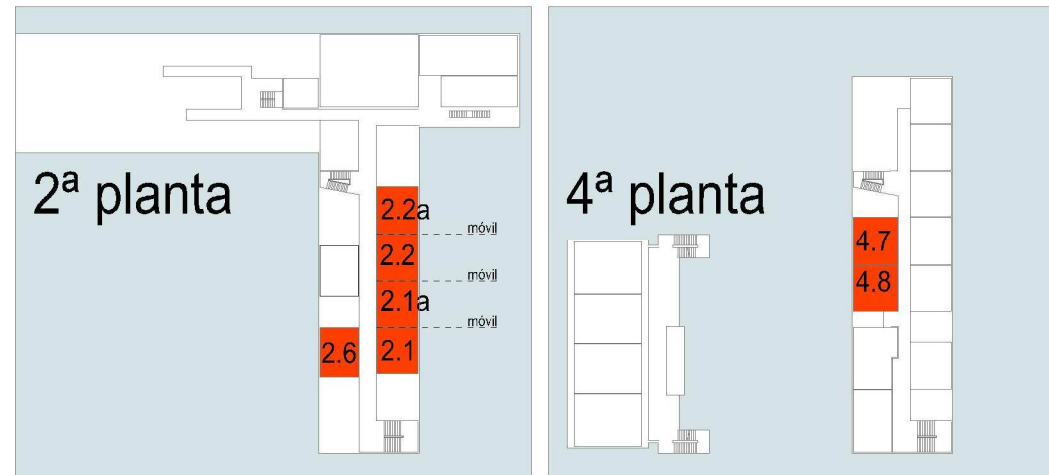 2ª planta
2.2a
móvil
2.2
móvil
2.1a
móvil
2.6
2.1
4ª planta
4.7
4.8